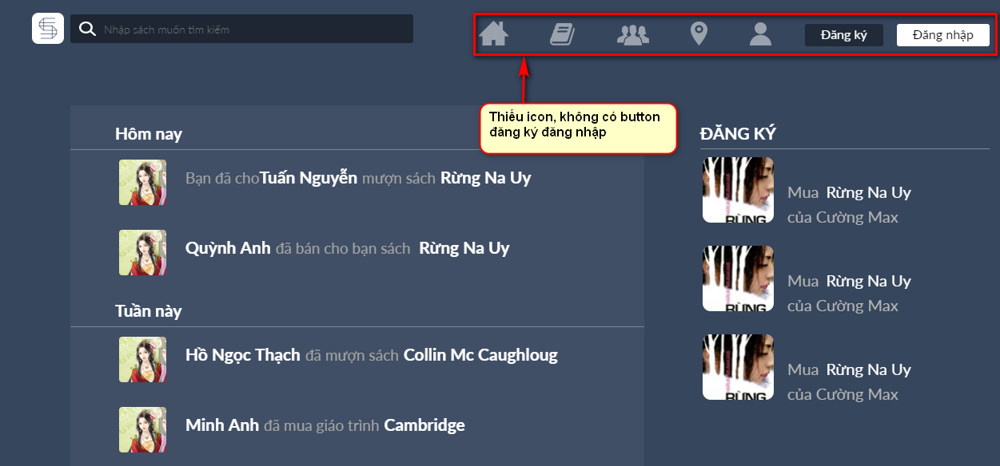 Nhập sách muốn tìm kiếm
Đăng ký
Đăng nhập
Thiếu icon, không có button
đăng ký đăng nhập
Hôm nay
Bạn đã choTuấn Nguyễn mượn sách Rừng Na Uy
Quỳnh Anh đã bán cho bạn sách Rừng Na Uy
Tuần này
Hồ Ngọc Thạch đã mượn sách Collin Mc Caughloug
Minh Anh đã mua giáo trình Cambridge
ĐĂNG KÝ
RỪNG
Mua Rừng Na Uy
của Cường Max
RỪNG
Mua Rừng Na Uy
của Cường Max
RỪNG
Mua Rừng Na Uy
của Cường Max